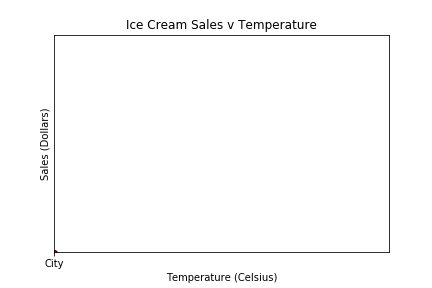 Ice Cream Sales v Temperature
Sales (Dollars)
City
Temperature (Celsius)